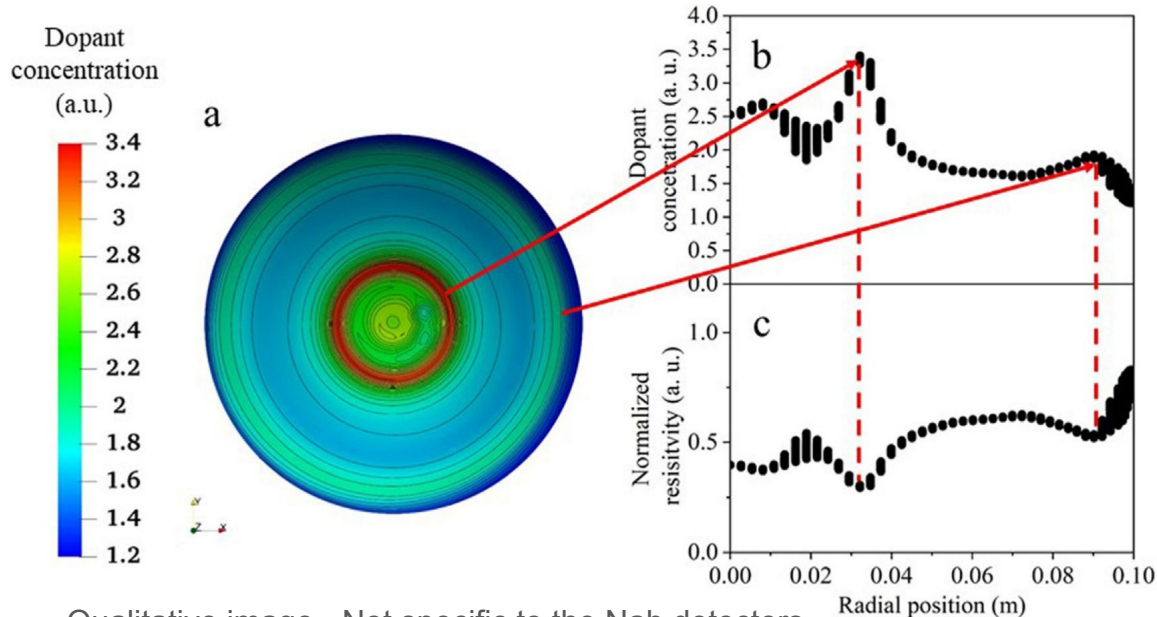 Dopant
concentration
(a.u.)
3.4
3.2
3
2.8
2.6
2.4
2.2
2
1.8
1.6
1.4
1.2
a
Y
Z
X
b
Dopant
concetration (a. u.)
4.0
3.5
3.0
2.5
2.0
1.5
1.0
0.5
0.0
c
Normalized
resisitvity (a. u.)
1.0
0.5
0.0
0.00 0.02 0.04 0.06 0.08 0.10
Radial position (m)